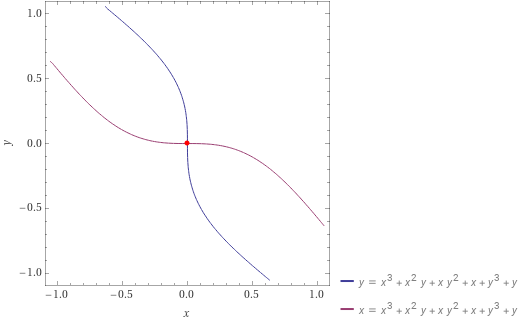 1.0
0.5
0.0
−0.5
−1.0
y
−1.0 −0.5 0.0 0.5 1.0
x
y = x³ + x² y + x y² + x + y³ + y
x = x³ + x² y + x y² + x + y³ + y